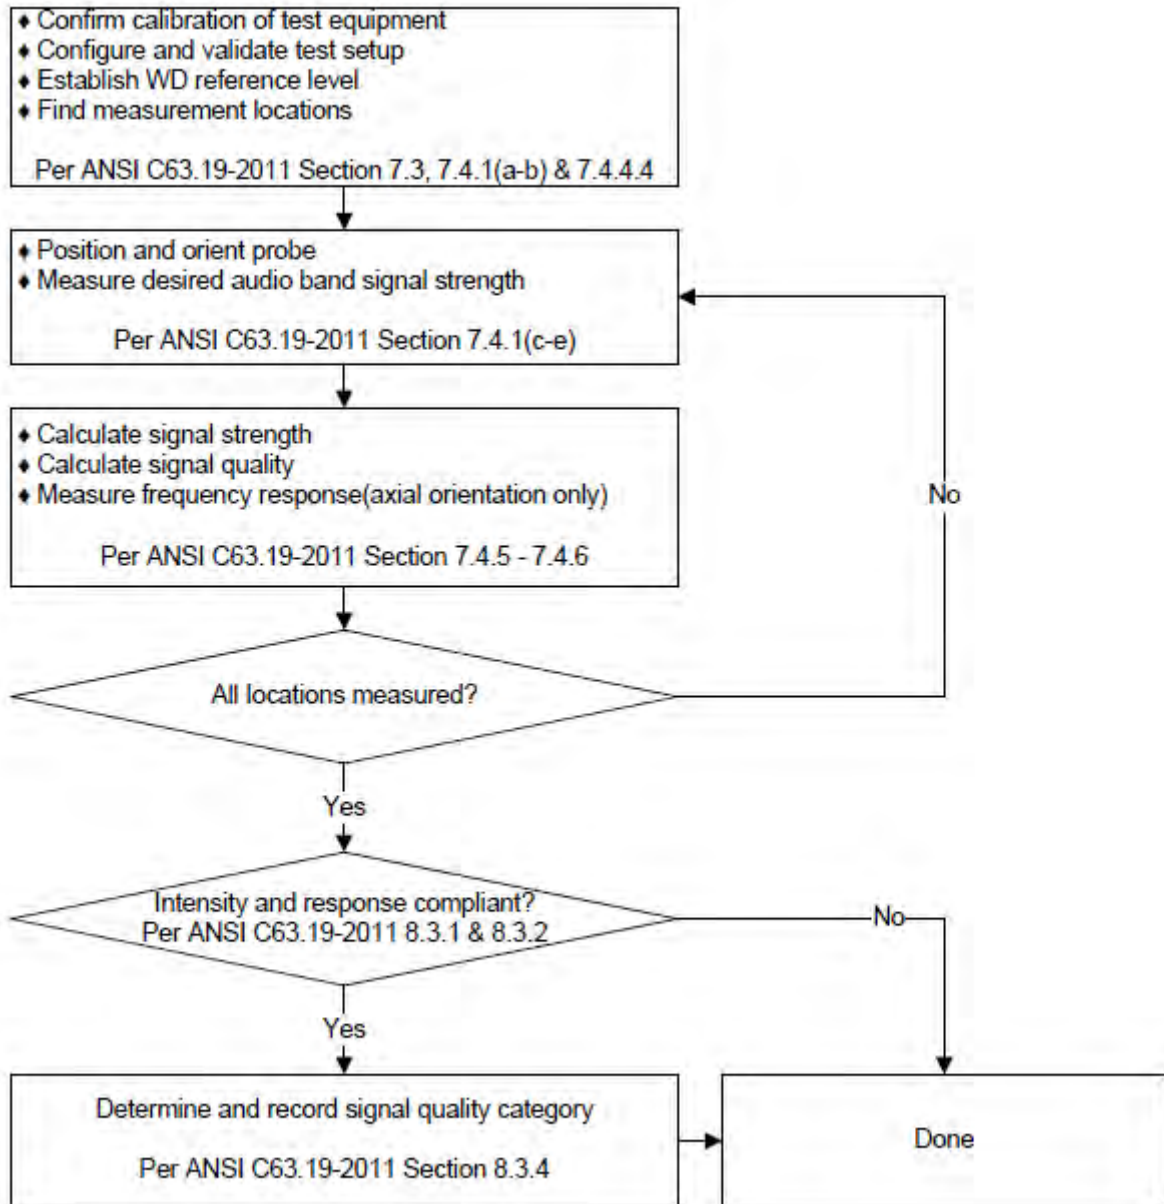 ♦ Confirm calibration of test equipment
♦ Configure and validate test setup
♦ Establish WD reference level
♦ Find measurement locations
Per ANSI C63.19-2011 Section 7.3, 7.4.1(a-b) & 7.4.4.4
♦ Position and orient probe
♦ Measure desired audio band signal strength
Per ANSI C63.19-2011 Section 7.4.1(c-e)
♦ Calculate signal strength
♦ Calculate signal quality
♦ Measure frequency response(axial orientation only)
Per ANSI C63.19-2011 Section 7.4.5 - 7.4.6
No
All locations measured?
Yes
Intensity and response compliant?
Per ANSI C63.19-2011 8.3.1 & 8.3.2
No
Yes
Determine and record signal quality category
Per ANSI C63.19-2011 Section 8.3.4
Done